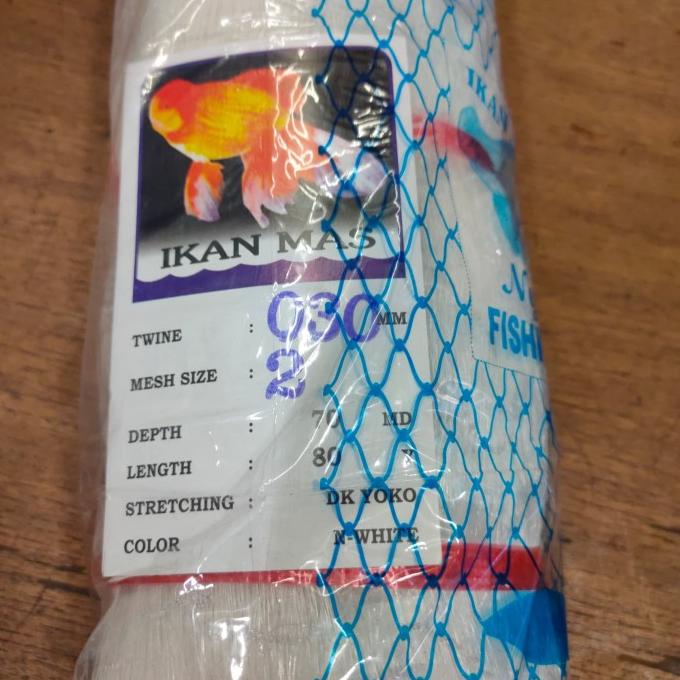 IKAN MAS
TWINE : 030 MM
MESH SIZE : 2
DEPTH : 70 MD
LENGTH : 80 Y
STRETCHING : DK YOKO
COLOR : N-WHITE
IKAN
FISH